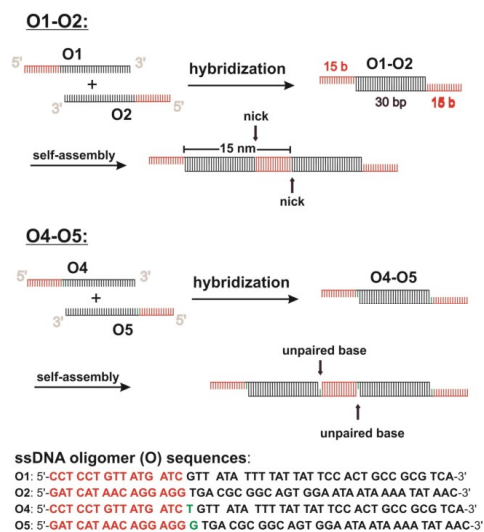 O1-O2:
O1
5' 3'
+
3' 5'
O2
hybridization
O1-O2
15 b
30 bp 15 b
self-assembly
nick
15 nm
nick
O4-O5:
O4
5' 3'
+
3' 5'
O5
hybridization
O4-O5
self-assembly
unpaired base
unpaired base
ssDNA oligomer (O) sequences:
O1: 5'-CCT CCT GTT ATG ATC GTT ATA TTT TAT TAT TCC ACT GCC GCG TCA-3'
O2: 5'-GAT CAT AAC AGG AGG TGA CGC GGC AGT GGA ATA ATA AAA TAT AAC-3'
O4: 5'-CCT CCT GTT ATG ATC T GTT ATA TTT TAT TAT TCC ACT GCC GCG TCA-3'
O5: 5'-GAT CAT AAC AGG AGG G TGA CGC GGC AGT GGA ATA ATA AAA TAT AAC-3'